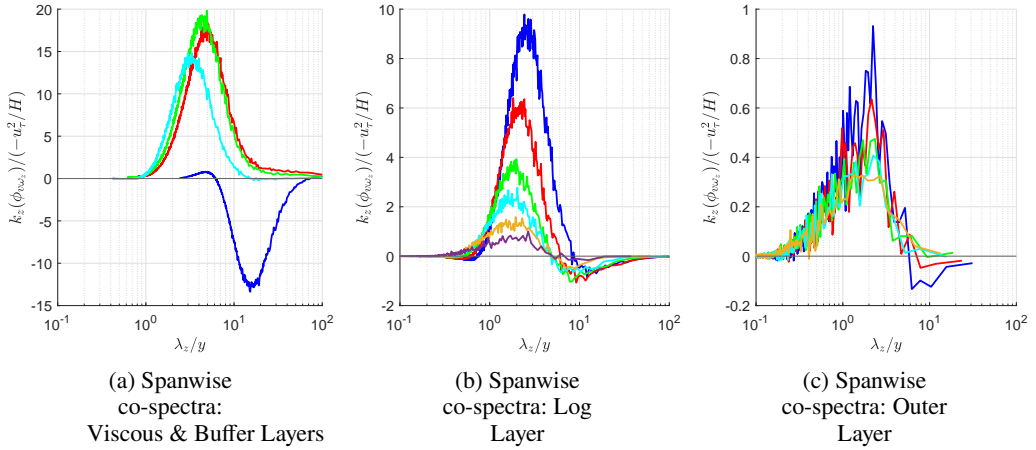 20
15
10
5
0
-5
-10
-15
10^-1
10^0
10^1
10^2
k_z(ϕ_{vω_z})/(-u_τ^2/H)
λ_z/y
(a) Spanwise
co-spectra:
Viscous & Buffer Layers
10
8
6
4
2
0
-2
10^-1
10^0
10^1
10^2
k_z(ϕ_{vω_z})/(-u_τ^2/H)
λ_z/y
(b) Spanwise
co-spectra: Log
Layer
1
0.8
0.6
0.4
0.2
0
-0.2
10^-1
10^0
10^1
10^2
k_z(ϕ_{vω_z})/(-u_τ^2/H)
λ_z/y
(c) Spanwise
co-spectra: Outer
Layer